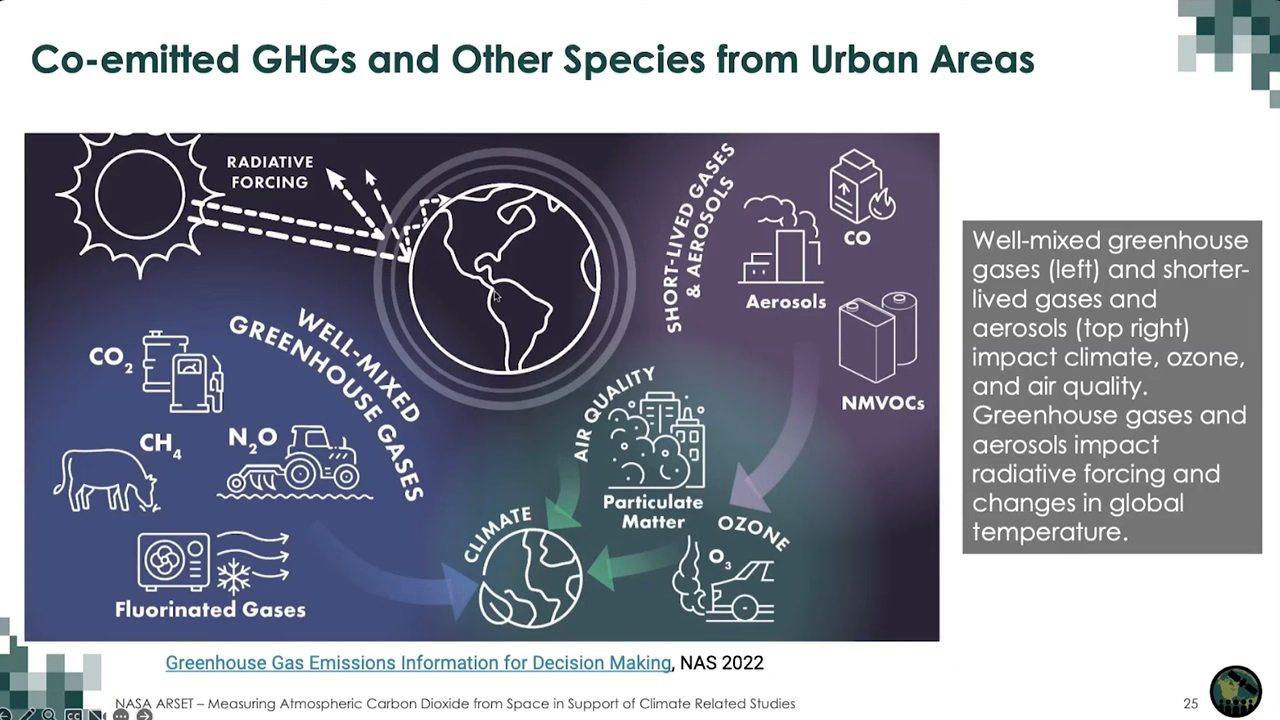 Co-emitted GHGs and Other Species from Urban Areas
RADIATIVE
FORCING
SHORT-LIVED GASES
& AEROSOLS
CO
Aerosols
NMVOCs
WELL-MIXED
GREENHOUSE GASES
CO₂
CH₄
N₂O
Fluorinated Gases
AIR QUALITY
Particulate
Matter
OZONE
O₃
CLIMATE
Well-mixed greenhouse
gases (left) and shorter-
lived gases and
aerosols (top right)
impact climate, ozone,
and air quality.
Greenhouse gases and
aerosols impact
radiative forcing and
changes in global
temperature.
Greenhouse Gas Emissions Information for Decision Making, NAS 2022
NASA ARSET – Measuring Atmospheric Carbon Dioxide from Space in Support of Climate Related Studies
25